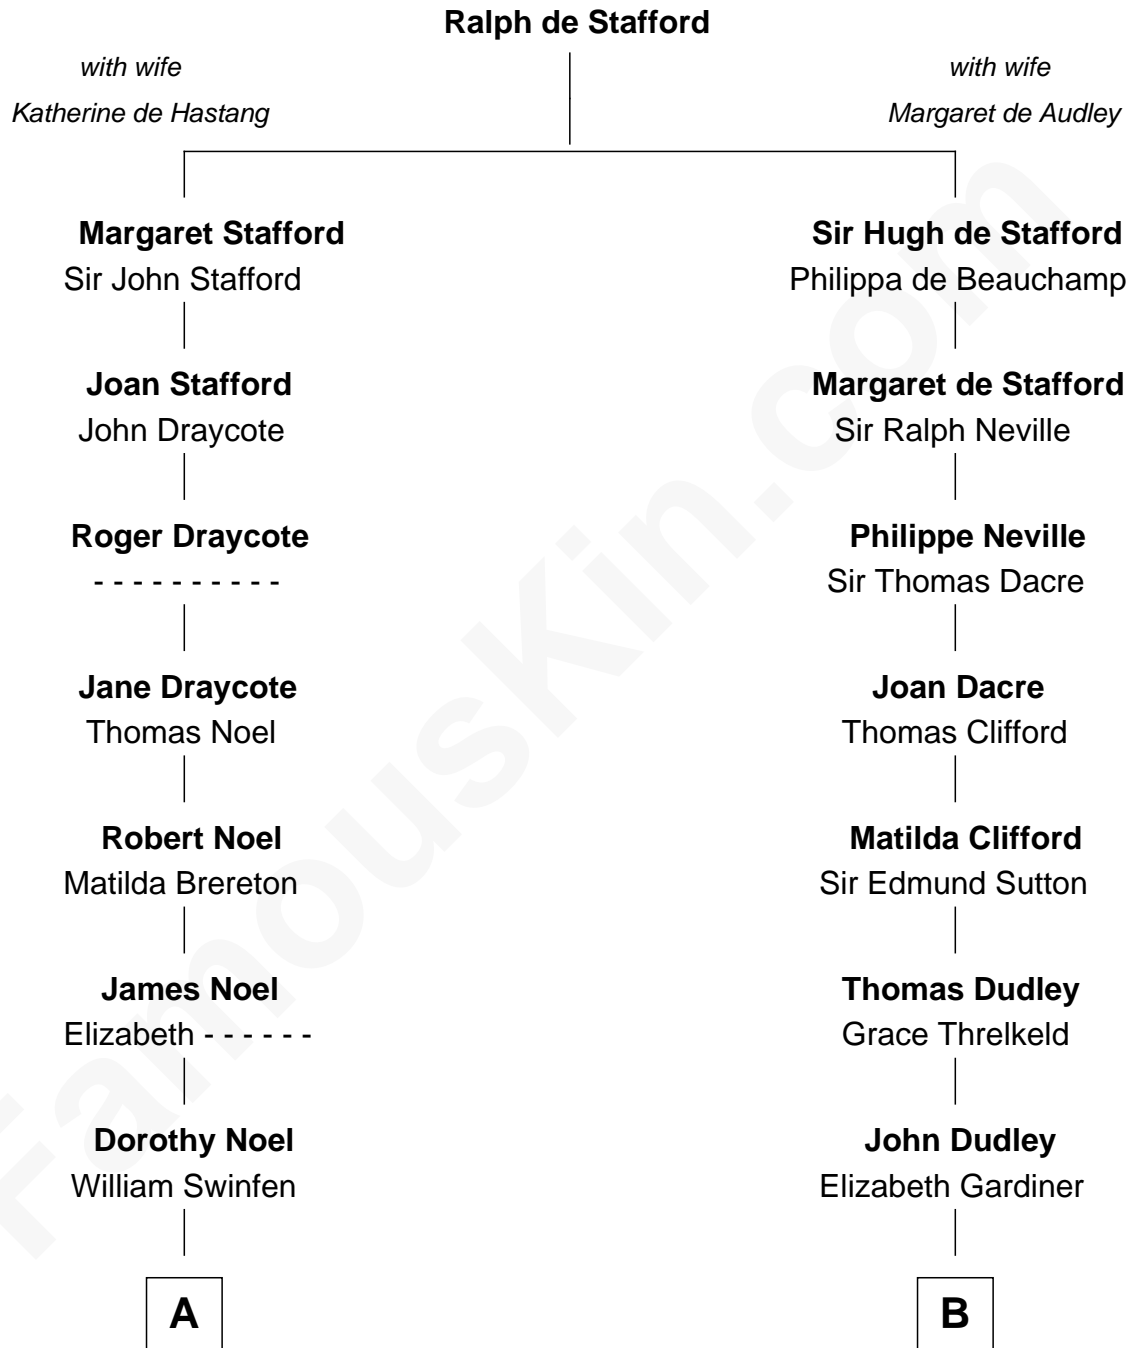 Ralph de Stafford
with wife
Katherine de Hastang
with wife
Margaret de Audley
Margaret Stafford
Sir John Stafford
Sir Hugh de Stafford
Philippa de Beauchamp
Joan Stafford
John Draycote
Margaret de Stafford
Sir Ralph Neville
Roger Draycote
- - - - - - - - - -
Philippe Neville
Sir Thomas Dacre
Jane Draycote
Thomas Noel
Joan Dacre
Thomas Clifford
Robert Noel
Matilda Brereton
Matilda Clifford
Sir Edmund Sutton
James Noel
Elizabeth - - - - - -
Thomas Dudley
Grace Threlkeld
Dorothy Noel
William Swinfen
John Dudley
Elizabeth Gardiner
A
B
FamousKin.com